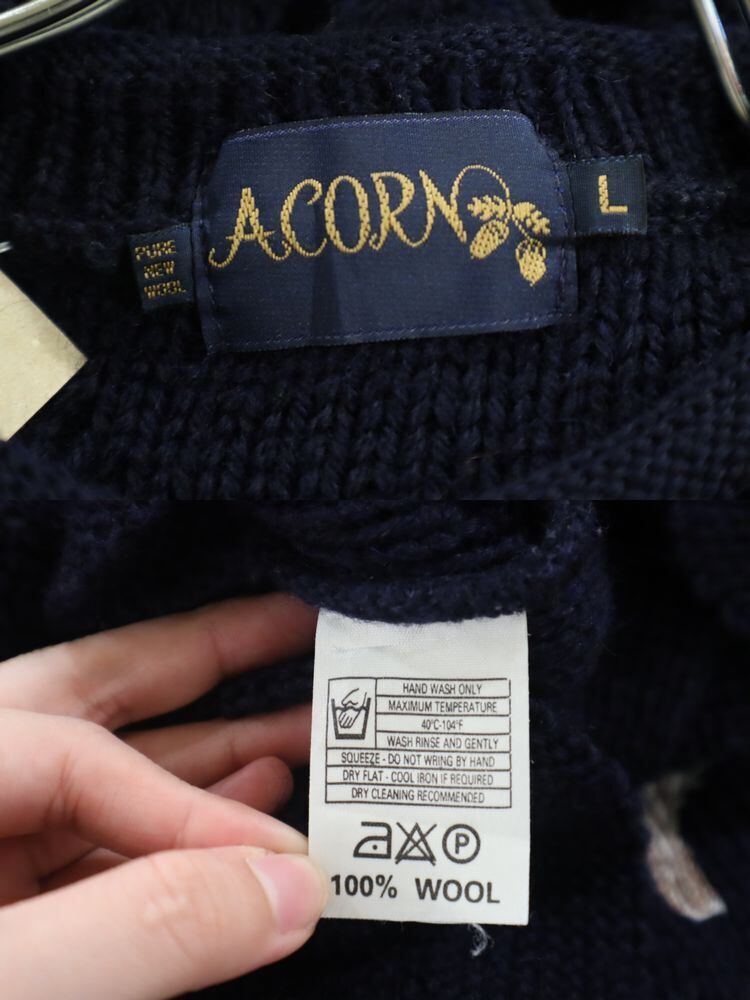 ACORN
L
PURE
NEW
WOOL
HAND WASH ONLY
MAXIMUM TEMPERATURE
40°C-104°F
WASH RINSE AND GENTLY
SQUEEZE - DO NOT WRING BY HAND
DRY FLAT - COOL IRON IF REQUIRED
DRY CLEANING RECOMMENDED
P
100% WOOL